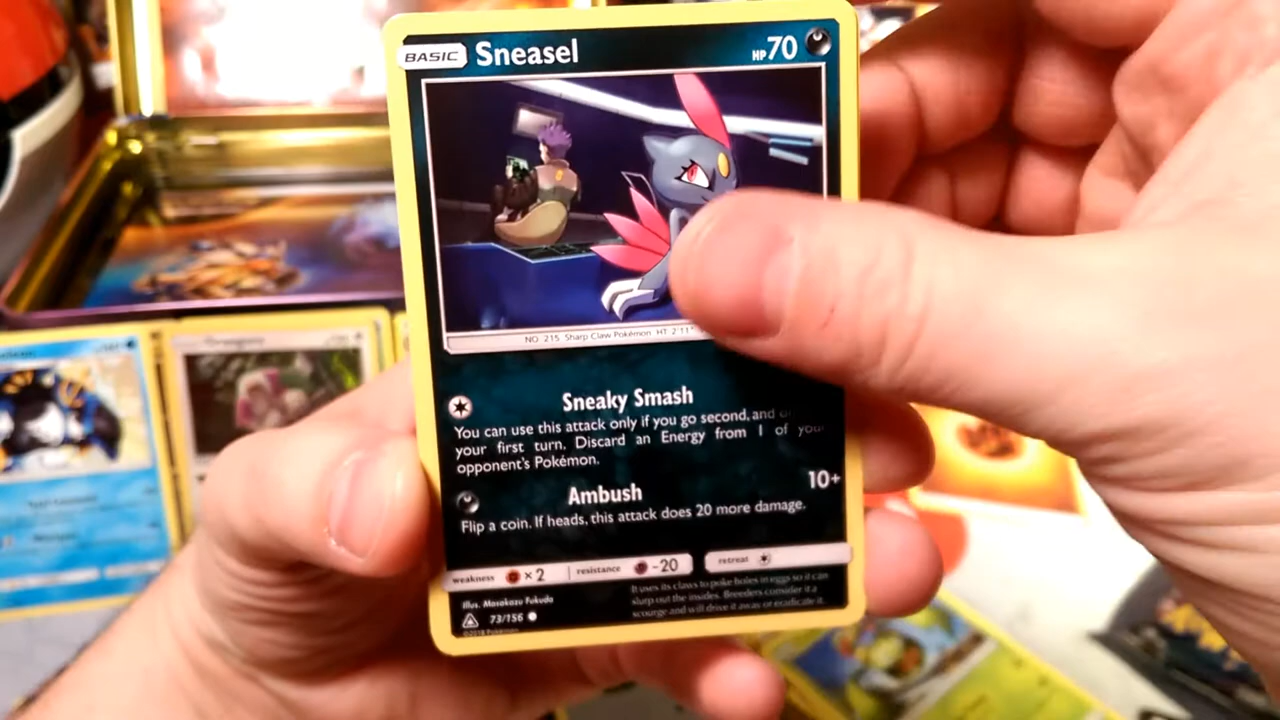 BASIC Sneasel HP 70
NO. 215 Sharp Claw Pokémon HT 2'11"
Sneaky Smash
You can use this attack only if you go second, and
your first turn. Discard an Energy from 1 of your
opponent's Pokémon.
Ambush 10+
Flip a coin. If heads, this attack does 20 more damage.
weakness ×2 resistance -20 retreat
It uses its claws to poke holes in eggs so it can
slurp out the insides. Breeders consider it a
scourge and will drive it away or eradicate it.
Illus. Masakazu Fukuda
73/156
©2018 Pokémon